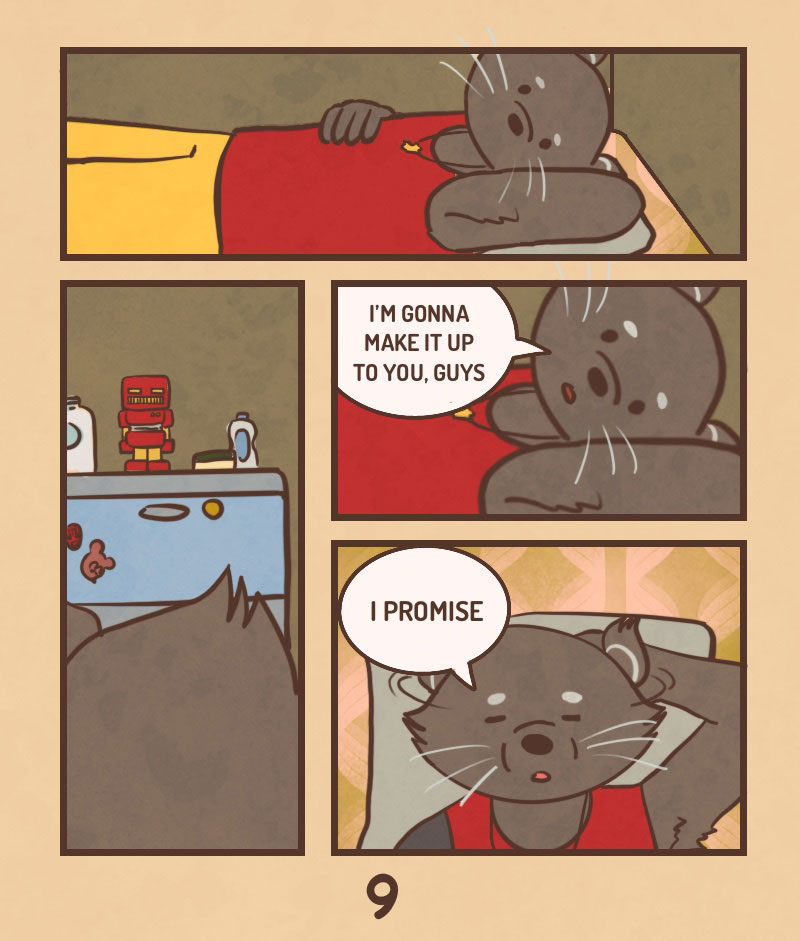 I'M GONNA
MAKE IT UP
TO YOU, GUYS
I PROMISE
9